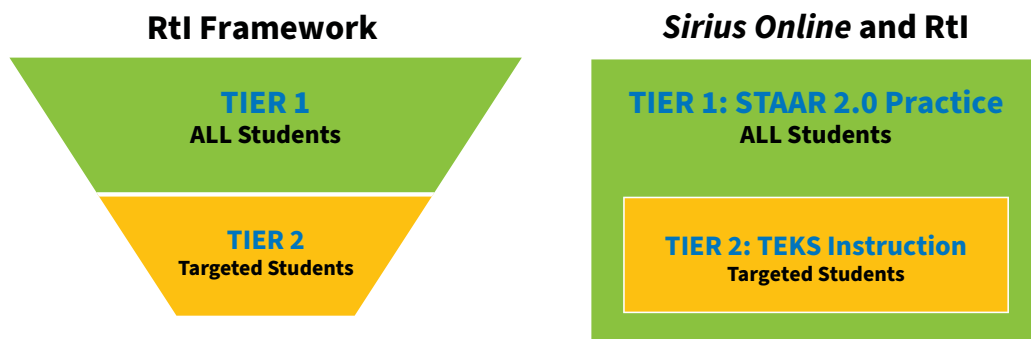 RtI Framework
TIER 1
ALL Students
TIER 2
Targeted Students
Sirius Online and RtI
TIER 1: STAAR 2.0 Practice
ALL Students
TIER 2: TEKS Instruction
Targeted Students